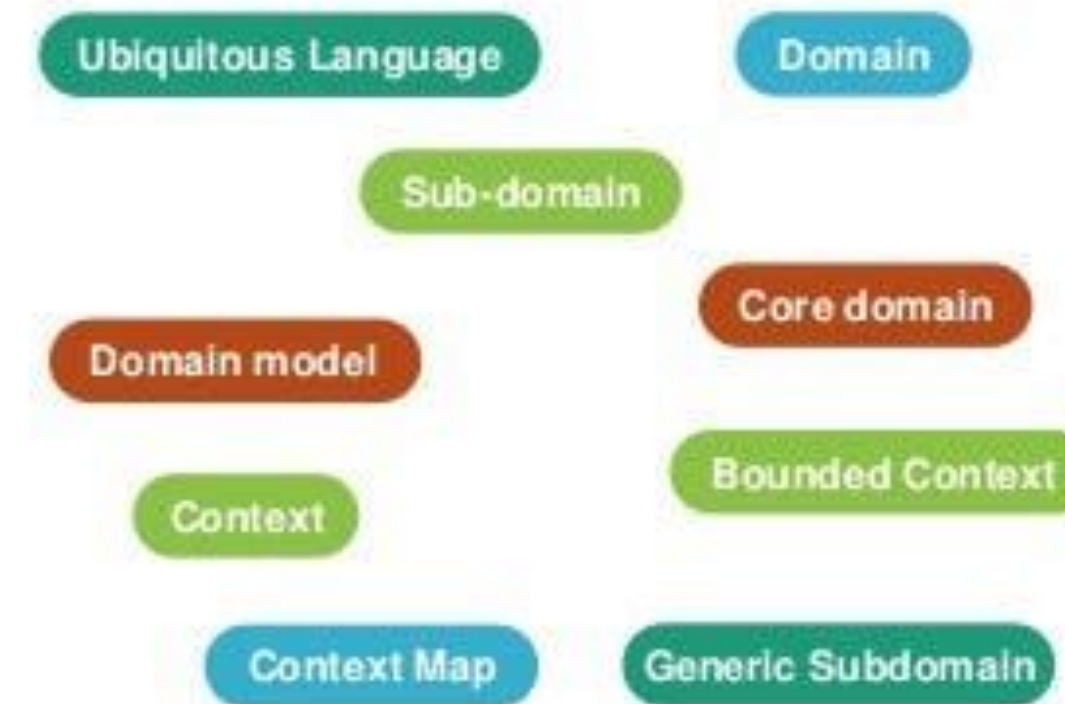 Ubiquitous Language
Domain
Sub-domain
Core domain
Domain model
Bounded Context
Context
Context Map
Generic Subdomain